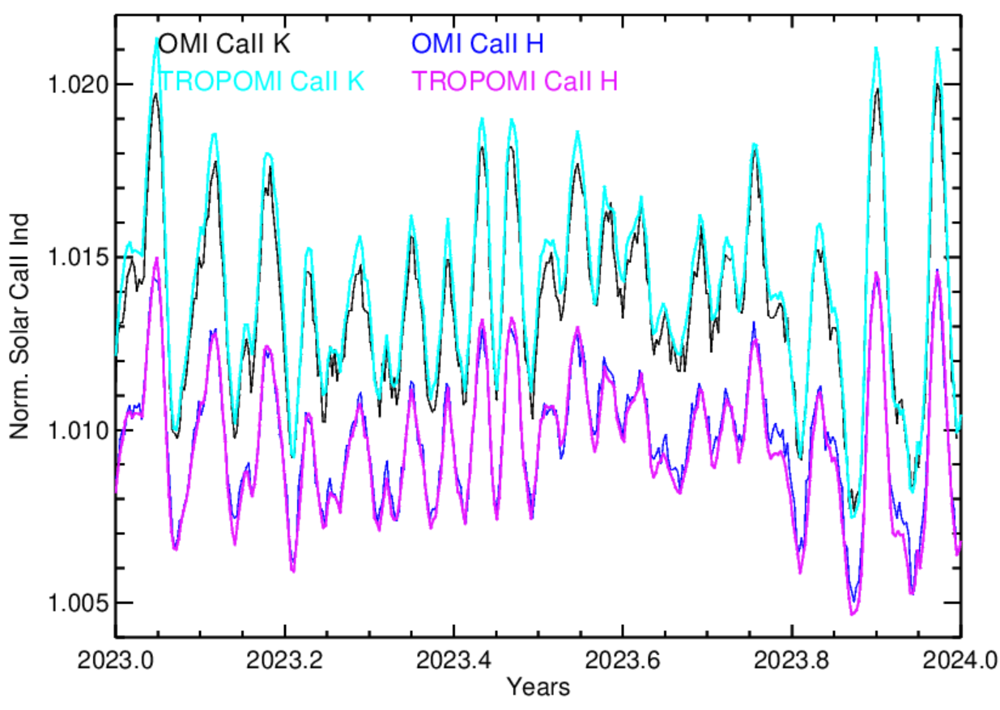 OMI CaII K
OMI CaII H
TROPOMI CaII K
TROPOMI CaII H
1.020
1.015
1.010
1.005
Norm. Solar CaII Ind
2023.0
2023.2
2023.4
2023.6
2023.8
2024.0
Years